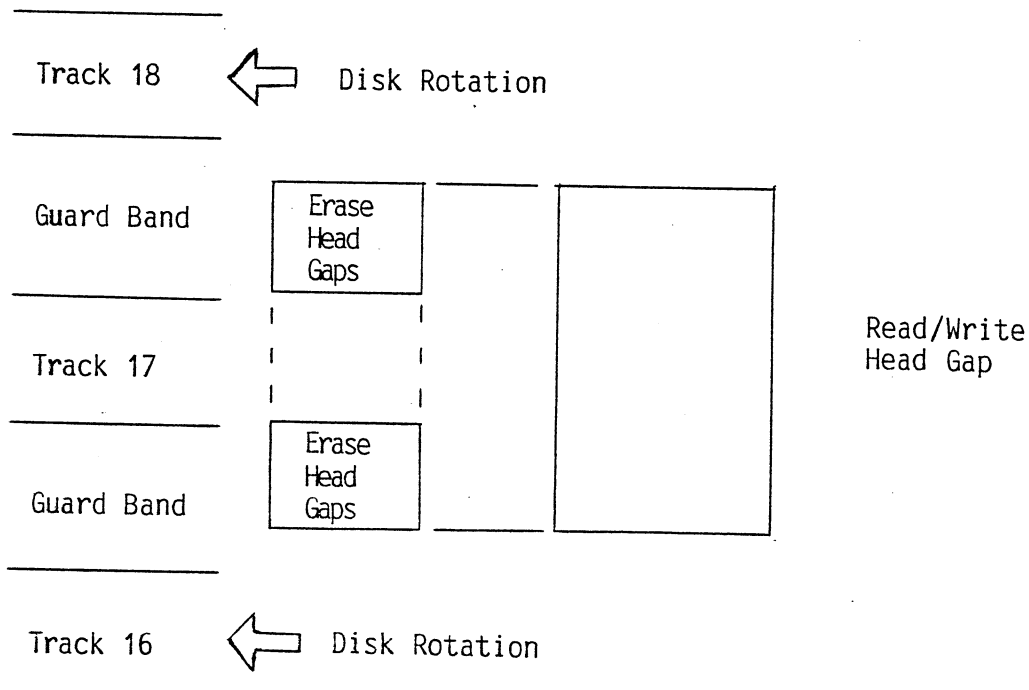 Track 18
Disk Rotation
Guard Band
Erase
Head
Gaps
Read/Write
Head Gap
Track 17
Erase
Head
Gaps
Guard Band
Track 16
Disk Rotation